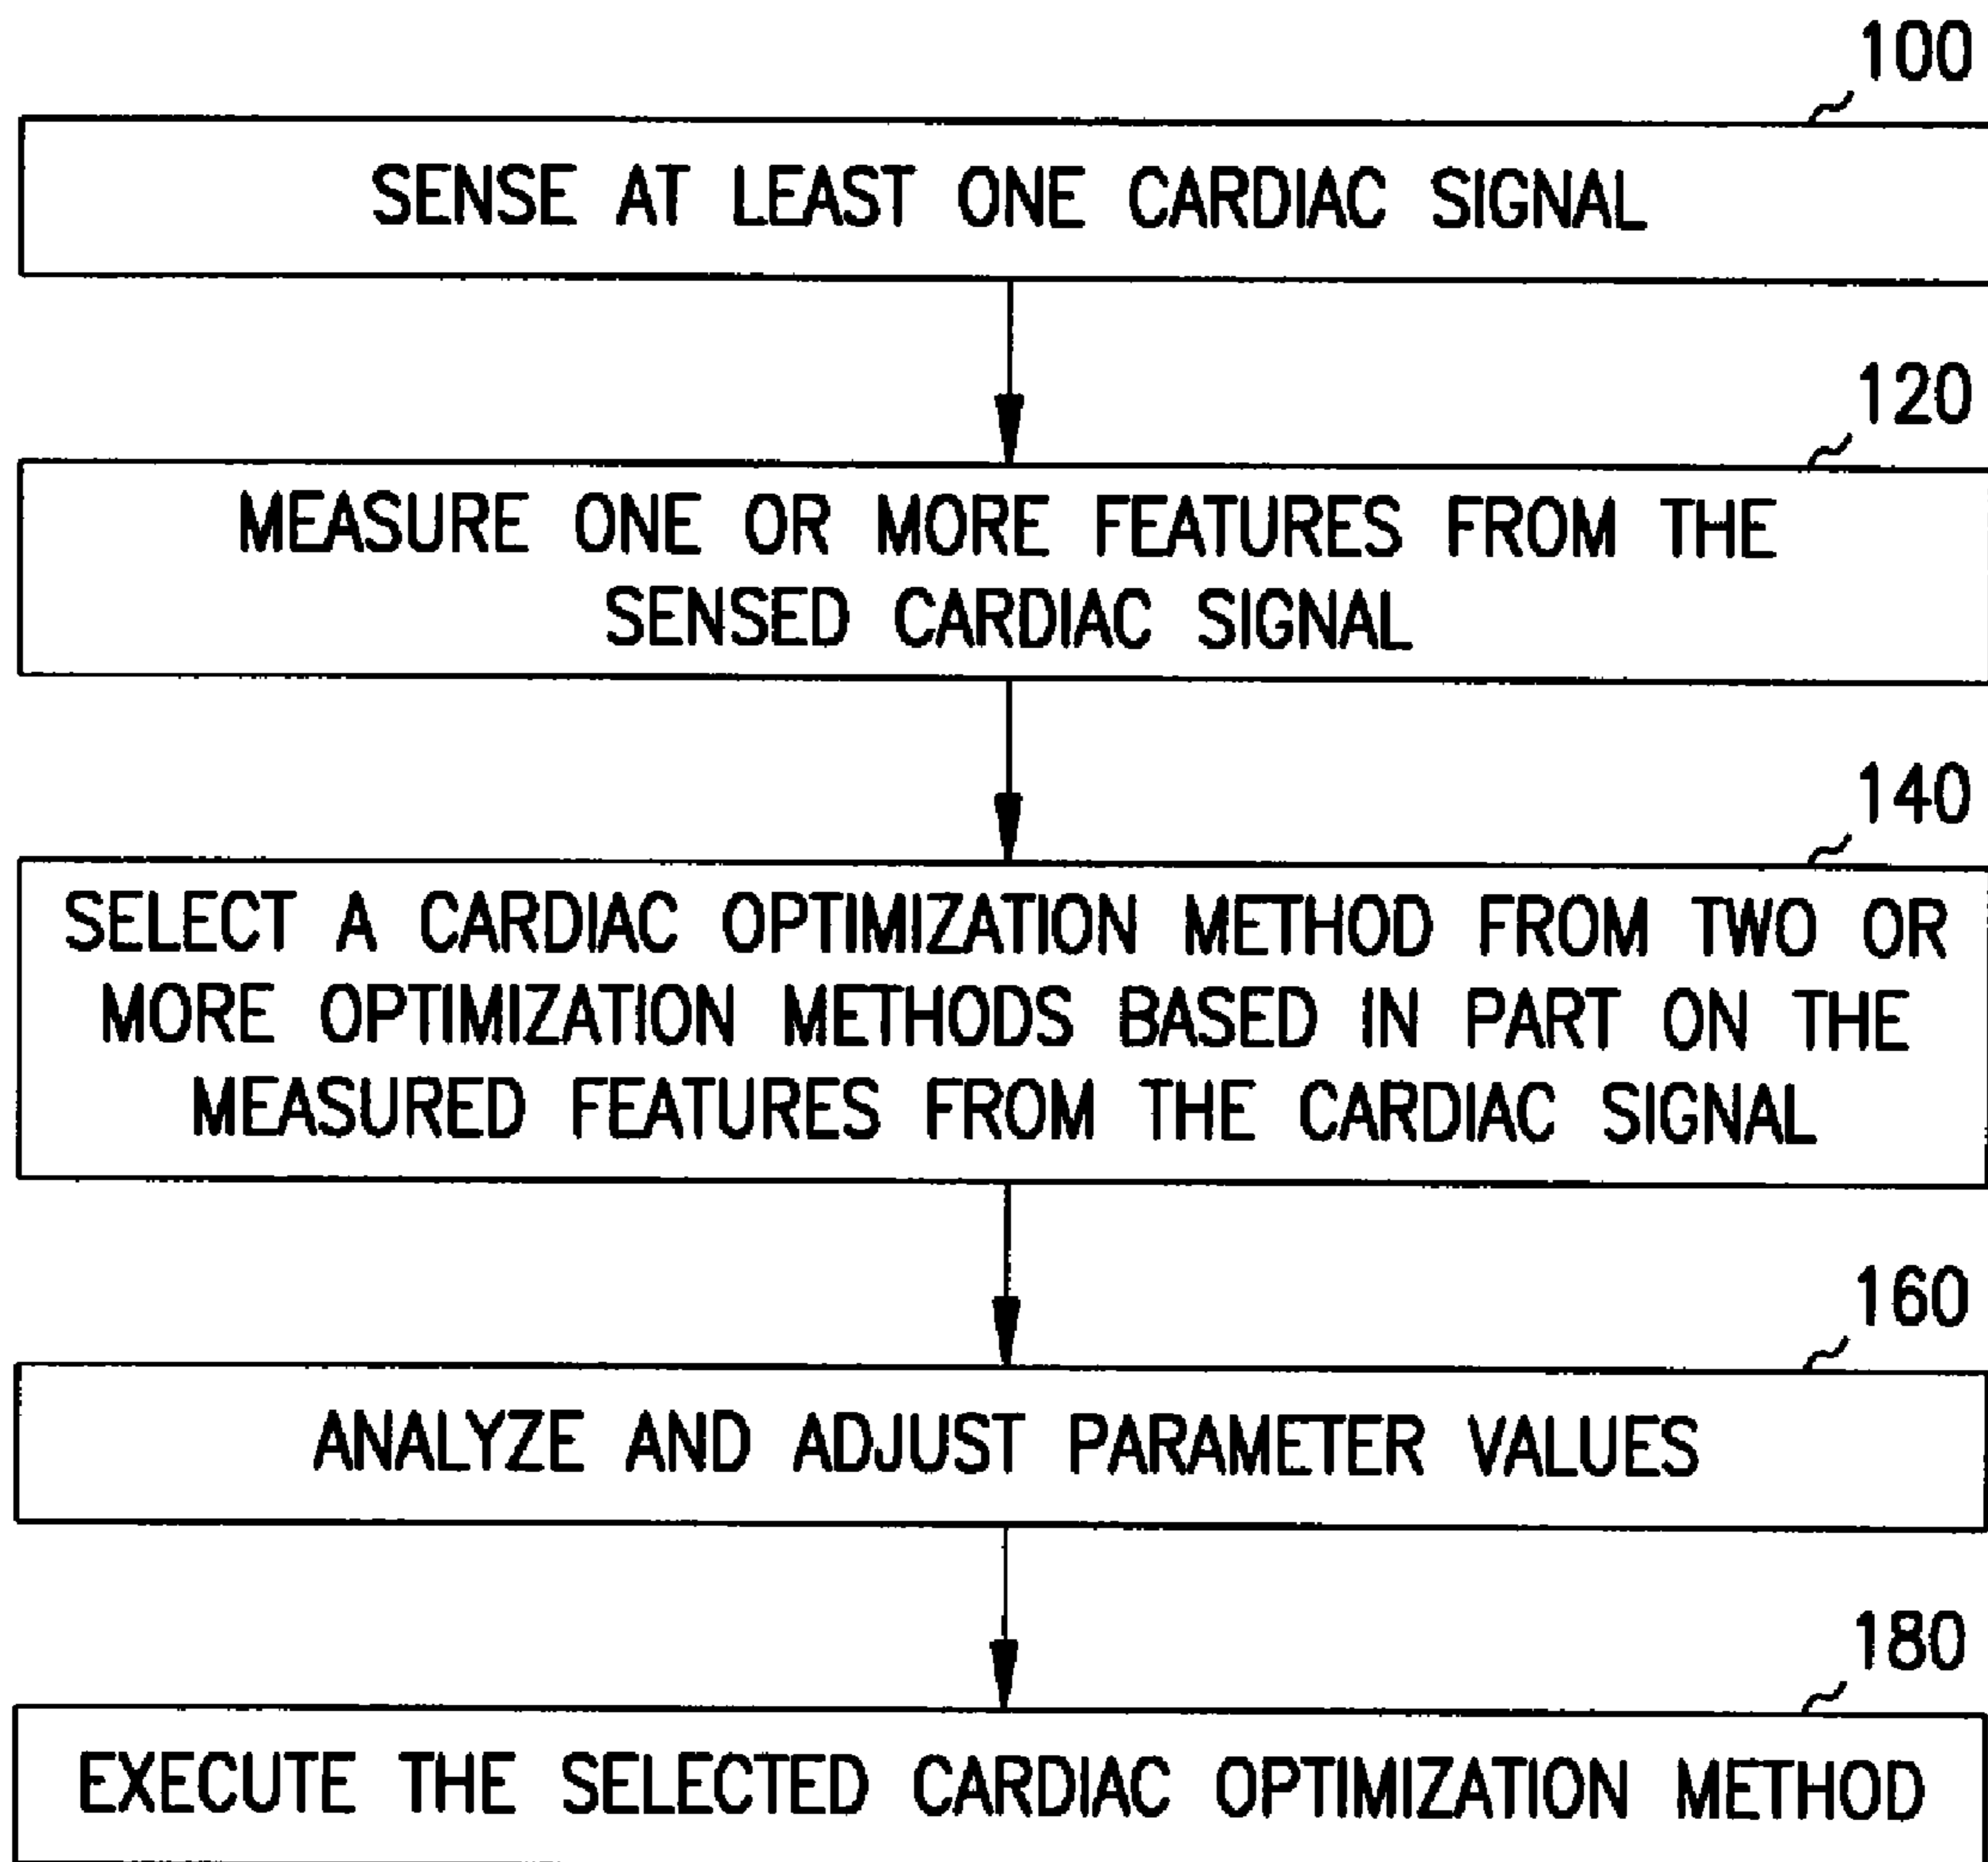 100
SENSE AT LEAST ONE CARDIAC SIGNAL
120
MEASURE ONE OR MORE FEATURES FROM THE
SENSED CARDIAC SIGNAL
140
SELECT A CARDIAC OPTIMIZATION METHOD FROM TWO OR
MORE OPTIMIZATION METHODS BASED IN PART ON THE
MEASURED FEATURES FROM THE CARDIAC SIGNAL
160
ANALYZE AND ADJUST PARAMETER VALUES
180
EXECUTE THE SELECTED CARDIAC OPTIMIZATION METHOD